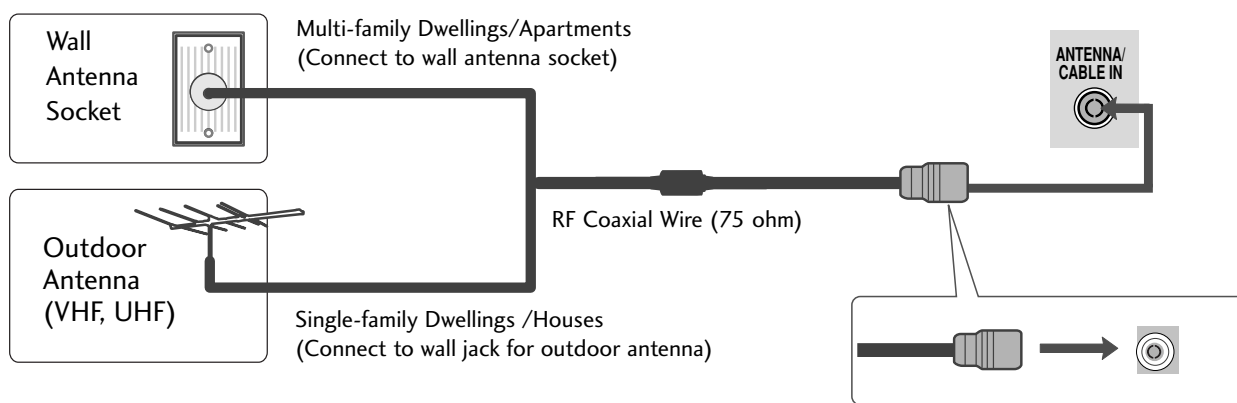 Wall
Antenna
Socket
Multi-family Dwellings/Apartments
(Connect to wall antenna socket)
ANTENNA/
CABLE IN
RF Coaxial Wire (75 ohm)
Outdoor
Antenna
(VHF, UHF)
Single-family Dwellings /Houses
(Connect to wall jack for outdoor antenna)